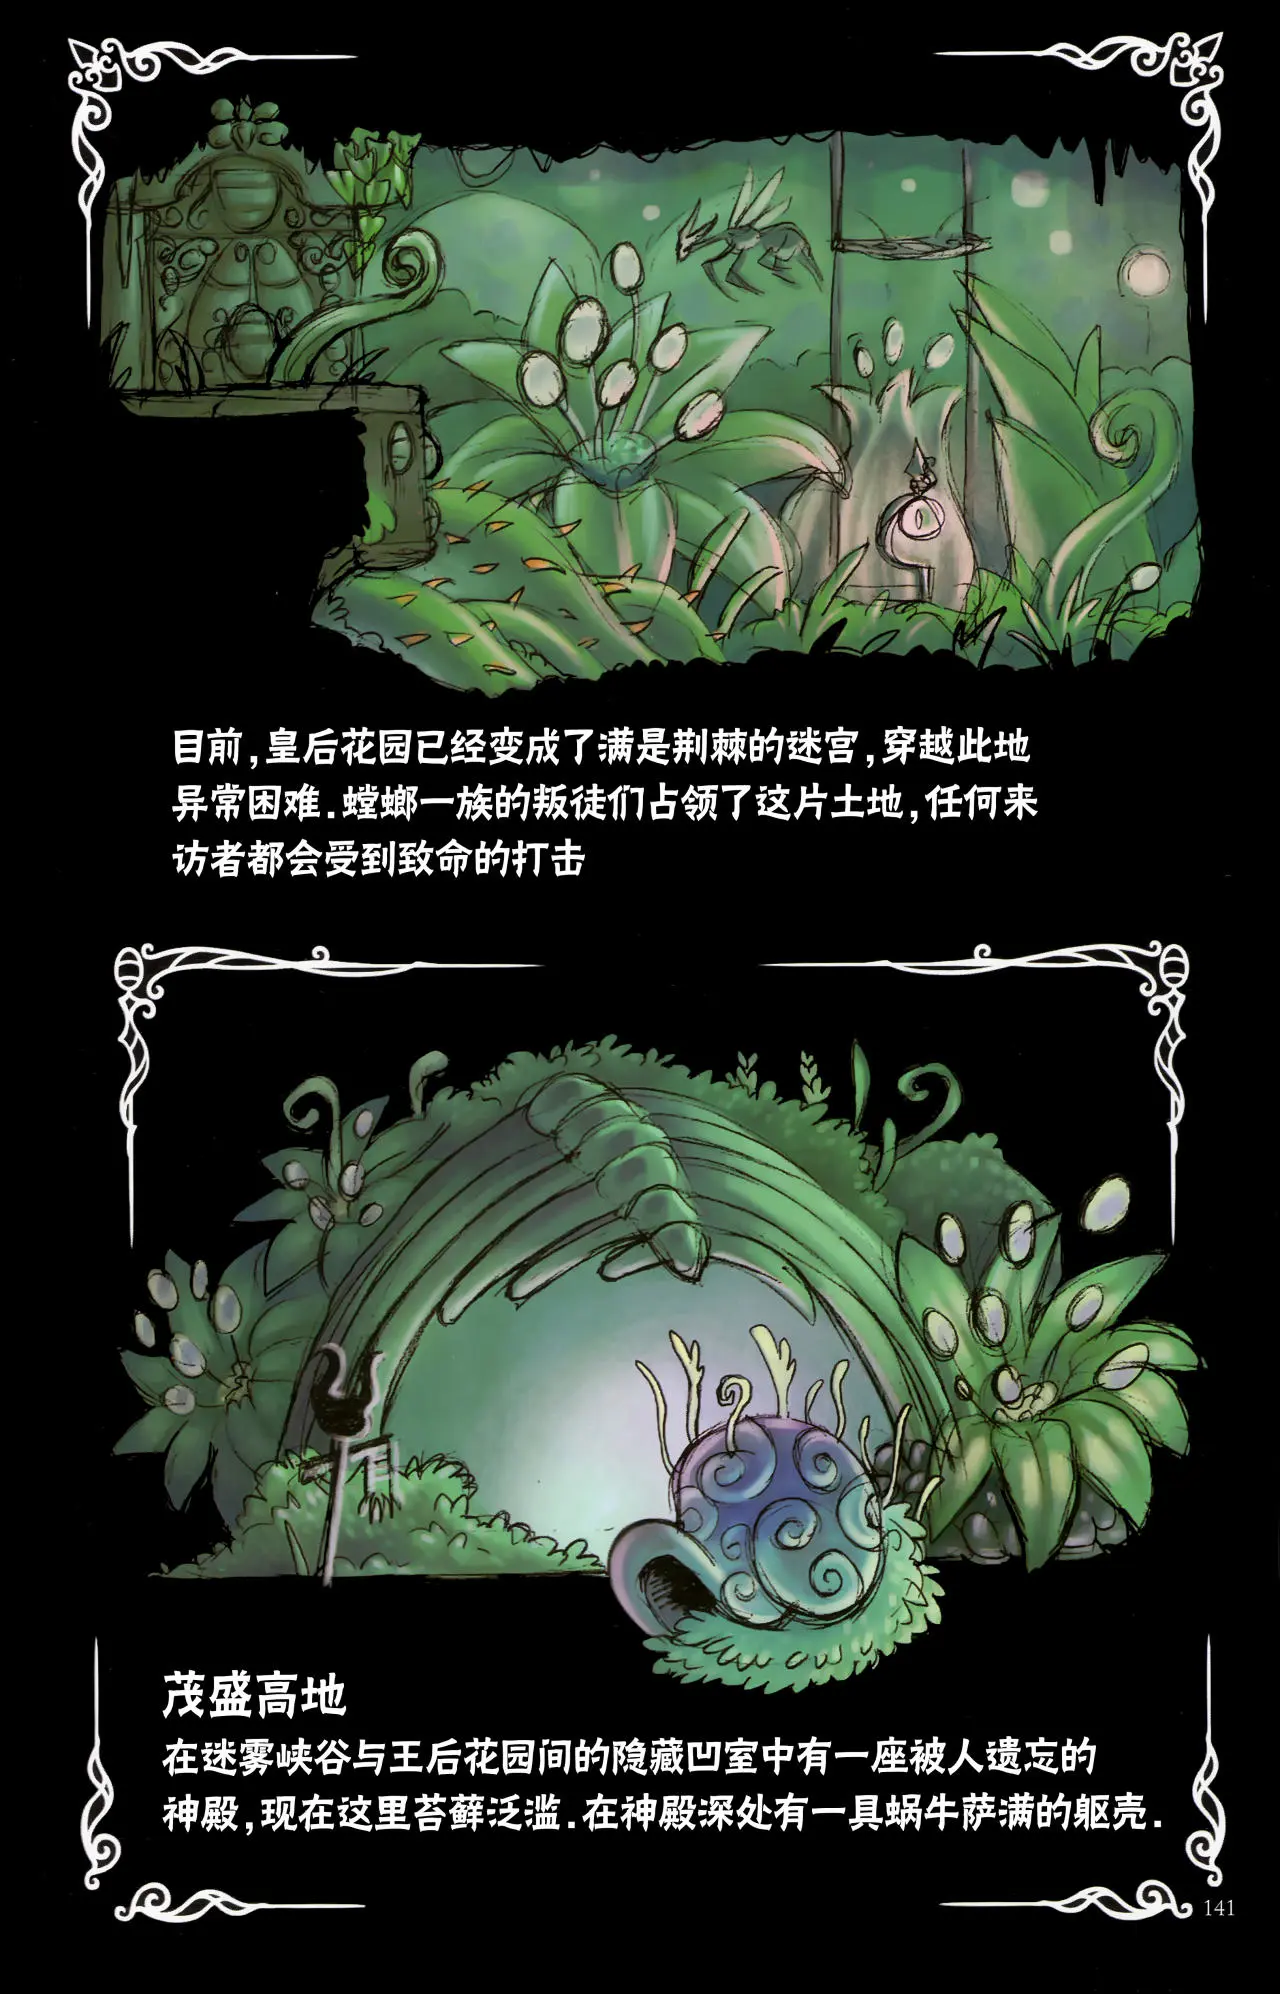 目前,皇后花园已经变成了满是荆棘的迷宫,穿越此地
异常困难.螳螂一族的叛徒们占领了这片土地,任何来
访者都会受到致命的打击
茂盛高地
在迷雾峡谷与王后花园间的隐藏凹室中有一座被人遗忘的
神殿,现在这里苔藓泛滥.在神殿深处有一具蜗牛萨满的躯壳.
141